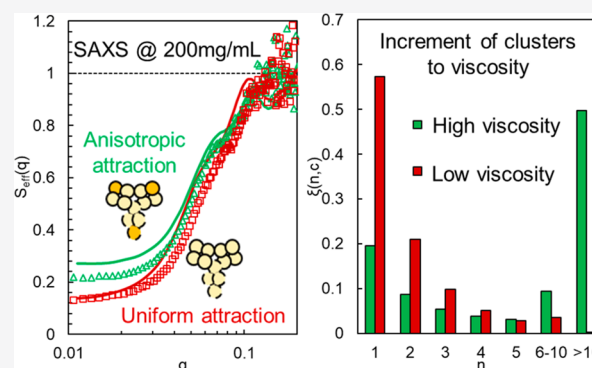 1.2
1
0.8
0.6
0.4
0.2
0
SAXS @ 200mg/mL
Anisotropic
attraction
Uniform attraction
S_eff(q)
0.01
0.1
q
0.7
0.6
0.5
0.4
0.3
0.2
0.1
0
ξ(n,c)
Increment of clusters
to viscosity
High viscosity
Low viscosity
1 2 3 4 5 6-10
n